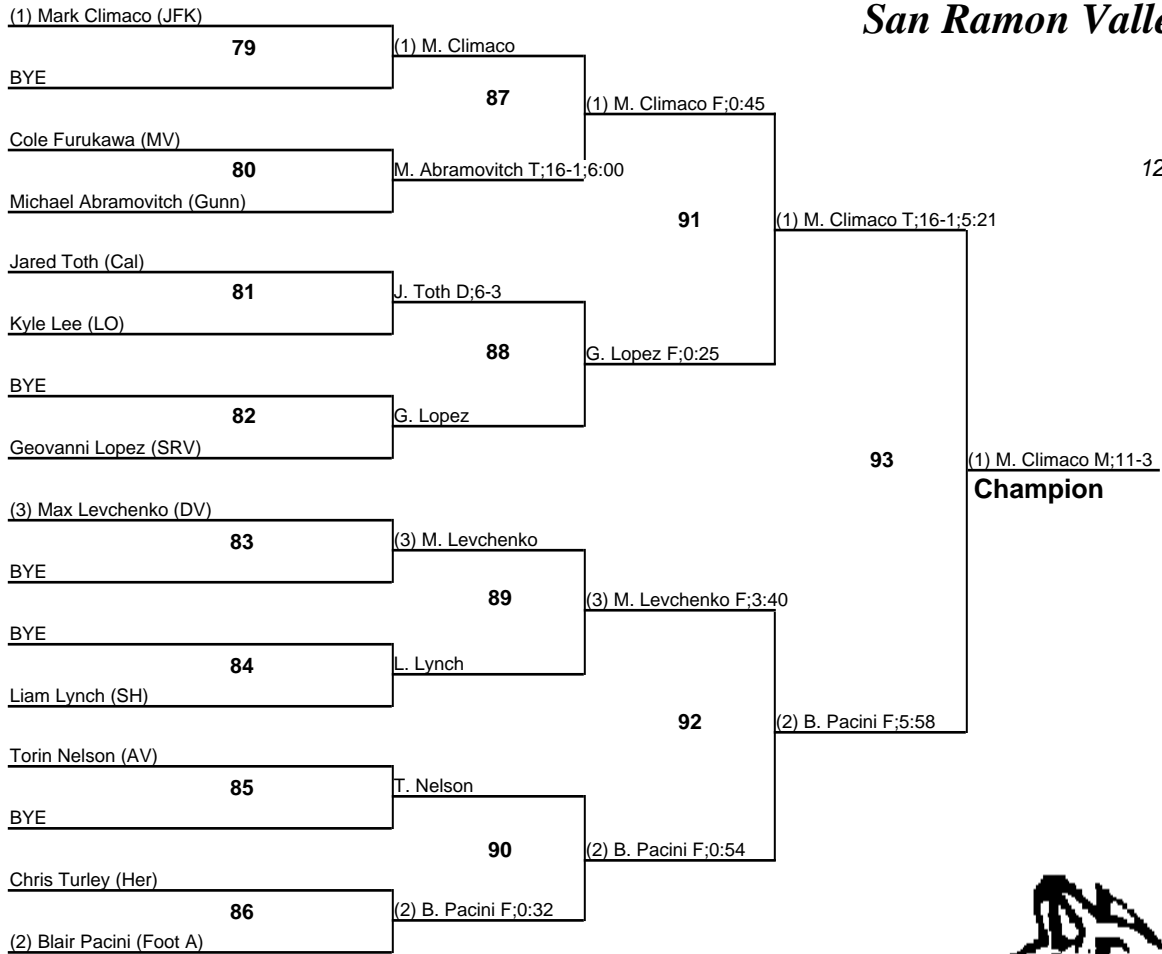 (1) Mark Climaco (JFK)
San Ramon Valle
79
(1) M. Climaco
BYE
87
(1) M. Climaco F;0:45
Cole Furukawa (MV)
80
M. Abramovitch T;16-1;6:00
12
Michael Abramovitch (Gunn)
91
(1) M. Climaco T;16-1;5:21
Jared Toth (Cal)
81
J. Toth D;6-3
Kyle Lee (LO)
88
G. Lopez F;0:25
BYE
82
G. Lopez
Geovanni Lopez (SRV)
93
(1) M. Climaco M;11-3
Champion
(3) Max Levchenko (DV)
83
(3) M. Levchenko
BYE
89
(3) M. Levchenko F;3:40
BYE
84
L. Lynch
Liam Lynch (SH)
92
(2) B. Pacini F;5:58
Torin Nelson (AV)
85
T. Nelson
BYE
90
(2) B. Pacini F;0:54
Chris Turley (Her)
86
(2) B. Pacini F;0:32
(2) Blair Pacini (Foot A)